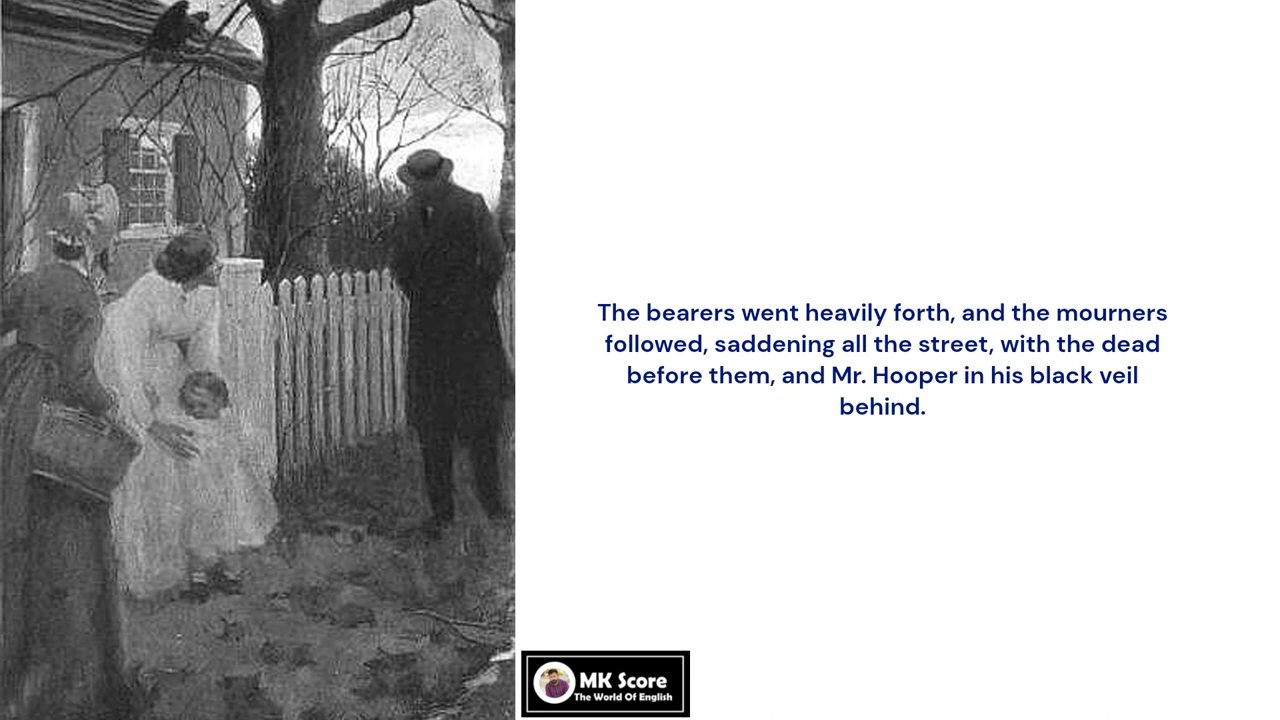 The bearers went heavily forth, and the mourners
followed, saddening all the street, with the dead
before them, and Mr. Hooper in his black veil
behind.
MK Score
The World Of English